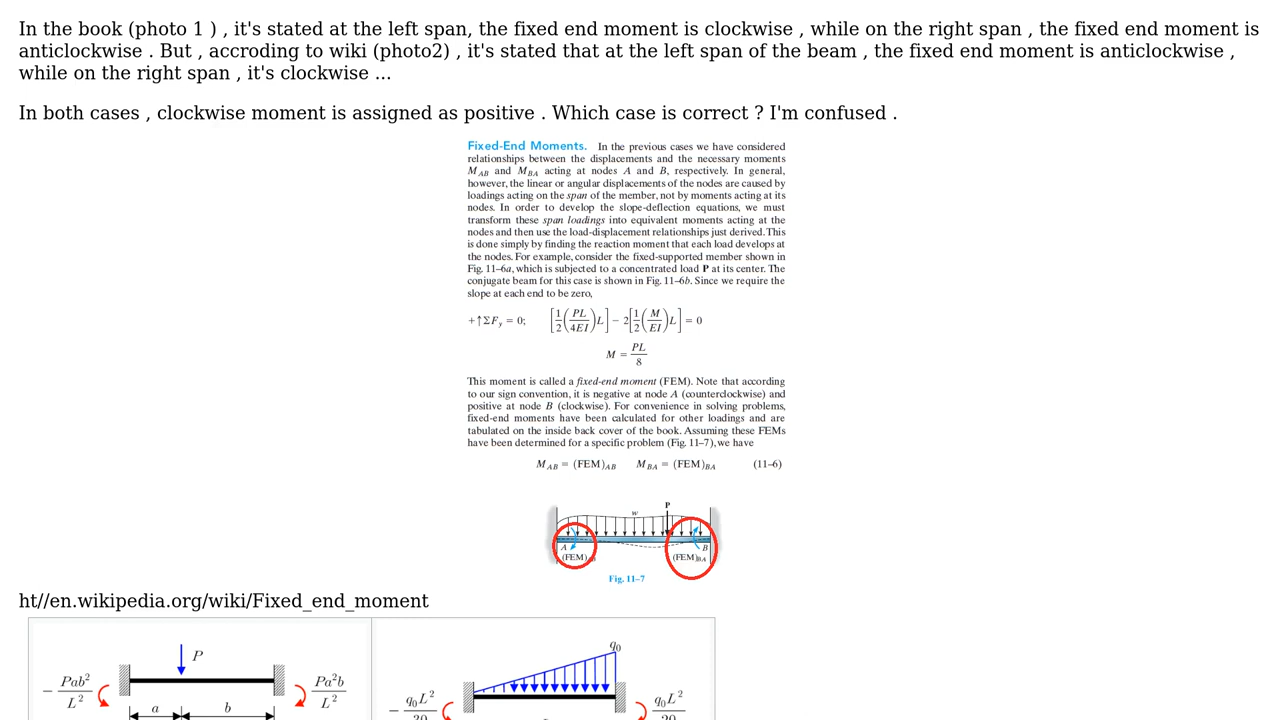 In the book (photo 1 ) , it's stated at the left span, the fixed end moment is clockwise , while on the right span , the fixed end moment is
anticlockwise . But , accroding to wiki (photo2) , it's stated that at the left span of the beam , the fixed end moment is anticlockwise ,
while on the right span , it's clockwise ...
In both cases , clockwise moment is assigned as positive . Which case is correct ? I'm confused .
Fixed-End Moments. In the previous cases we have considered
relationships between the displacements and the necessary moments
M_AB and M_BA acting at nodes A and B, respectively. In general,
however, the linear or angular displacements of the nodes are caused by
loadings acting on the span of the member, not by moments acting at its
nodes. In order to develop the slope-deflection equations, we must
transform these span loadings into equivalent moments acting at the
nodes and then use the load-displacement relationships just derived. This
is done simply by finding the reaction moment that each load develops at
the nodes. For example, consider the fixed-supported member shown in
Fig. 11–6a, which is subjected to a concentrated load P at its center. The
conjugate beam for this case is shown in Fig. 11–6b. Since we require the
slope at each end to be zero,
+↑ΣF_y = 0; [1/2 (PL/4EI) L] − 2[1/2 (M/EI) L] = 0
M = PL/8
This moment is called a fixed-end moment (FEM). Note that according
to our sign convention, it is negative at node A (counterclockwise) and
positive at node B (clockwise). For convenience in solving problems,
fixed-end moments have been calculated for other loadings and are
tabulated on the inside back cover of the book. Assuming these FEMs
have been determined for a specific problem (Fig. 11–7), we have
M_AB = (FEM)_AB M_BA = (FEM)_BA (11–6)
P
w
A B
(FEM) (FEM)_BA
Fig. 11–7
ht//en.wikipedia.org/wiki/Fixed_end_moment
P q₀
− Pab²/L² Pa²b/L² − q₀L² q₀L²
a b